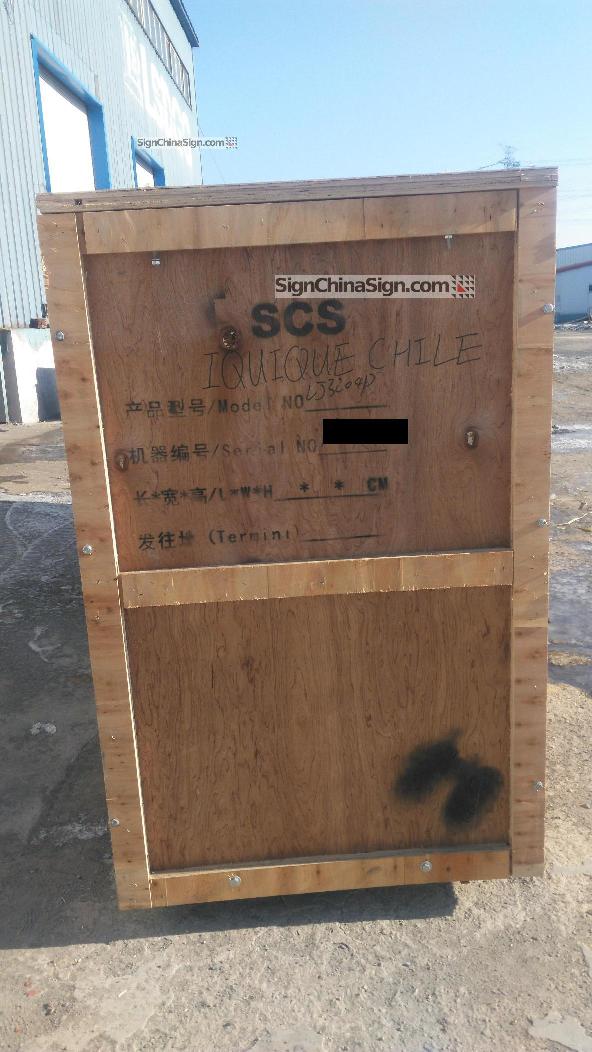 SignChinaSign.com
SignChinaSign.com
SCS
IQUIQUE CHILE
产品型号/Model NO
机器编号/Serial NO
长*宽*高/L*W*H * * CM
发往地 (Termini)